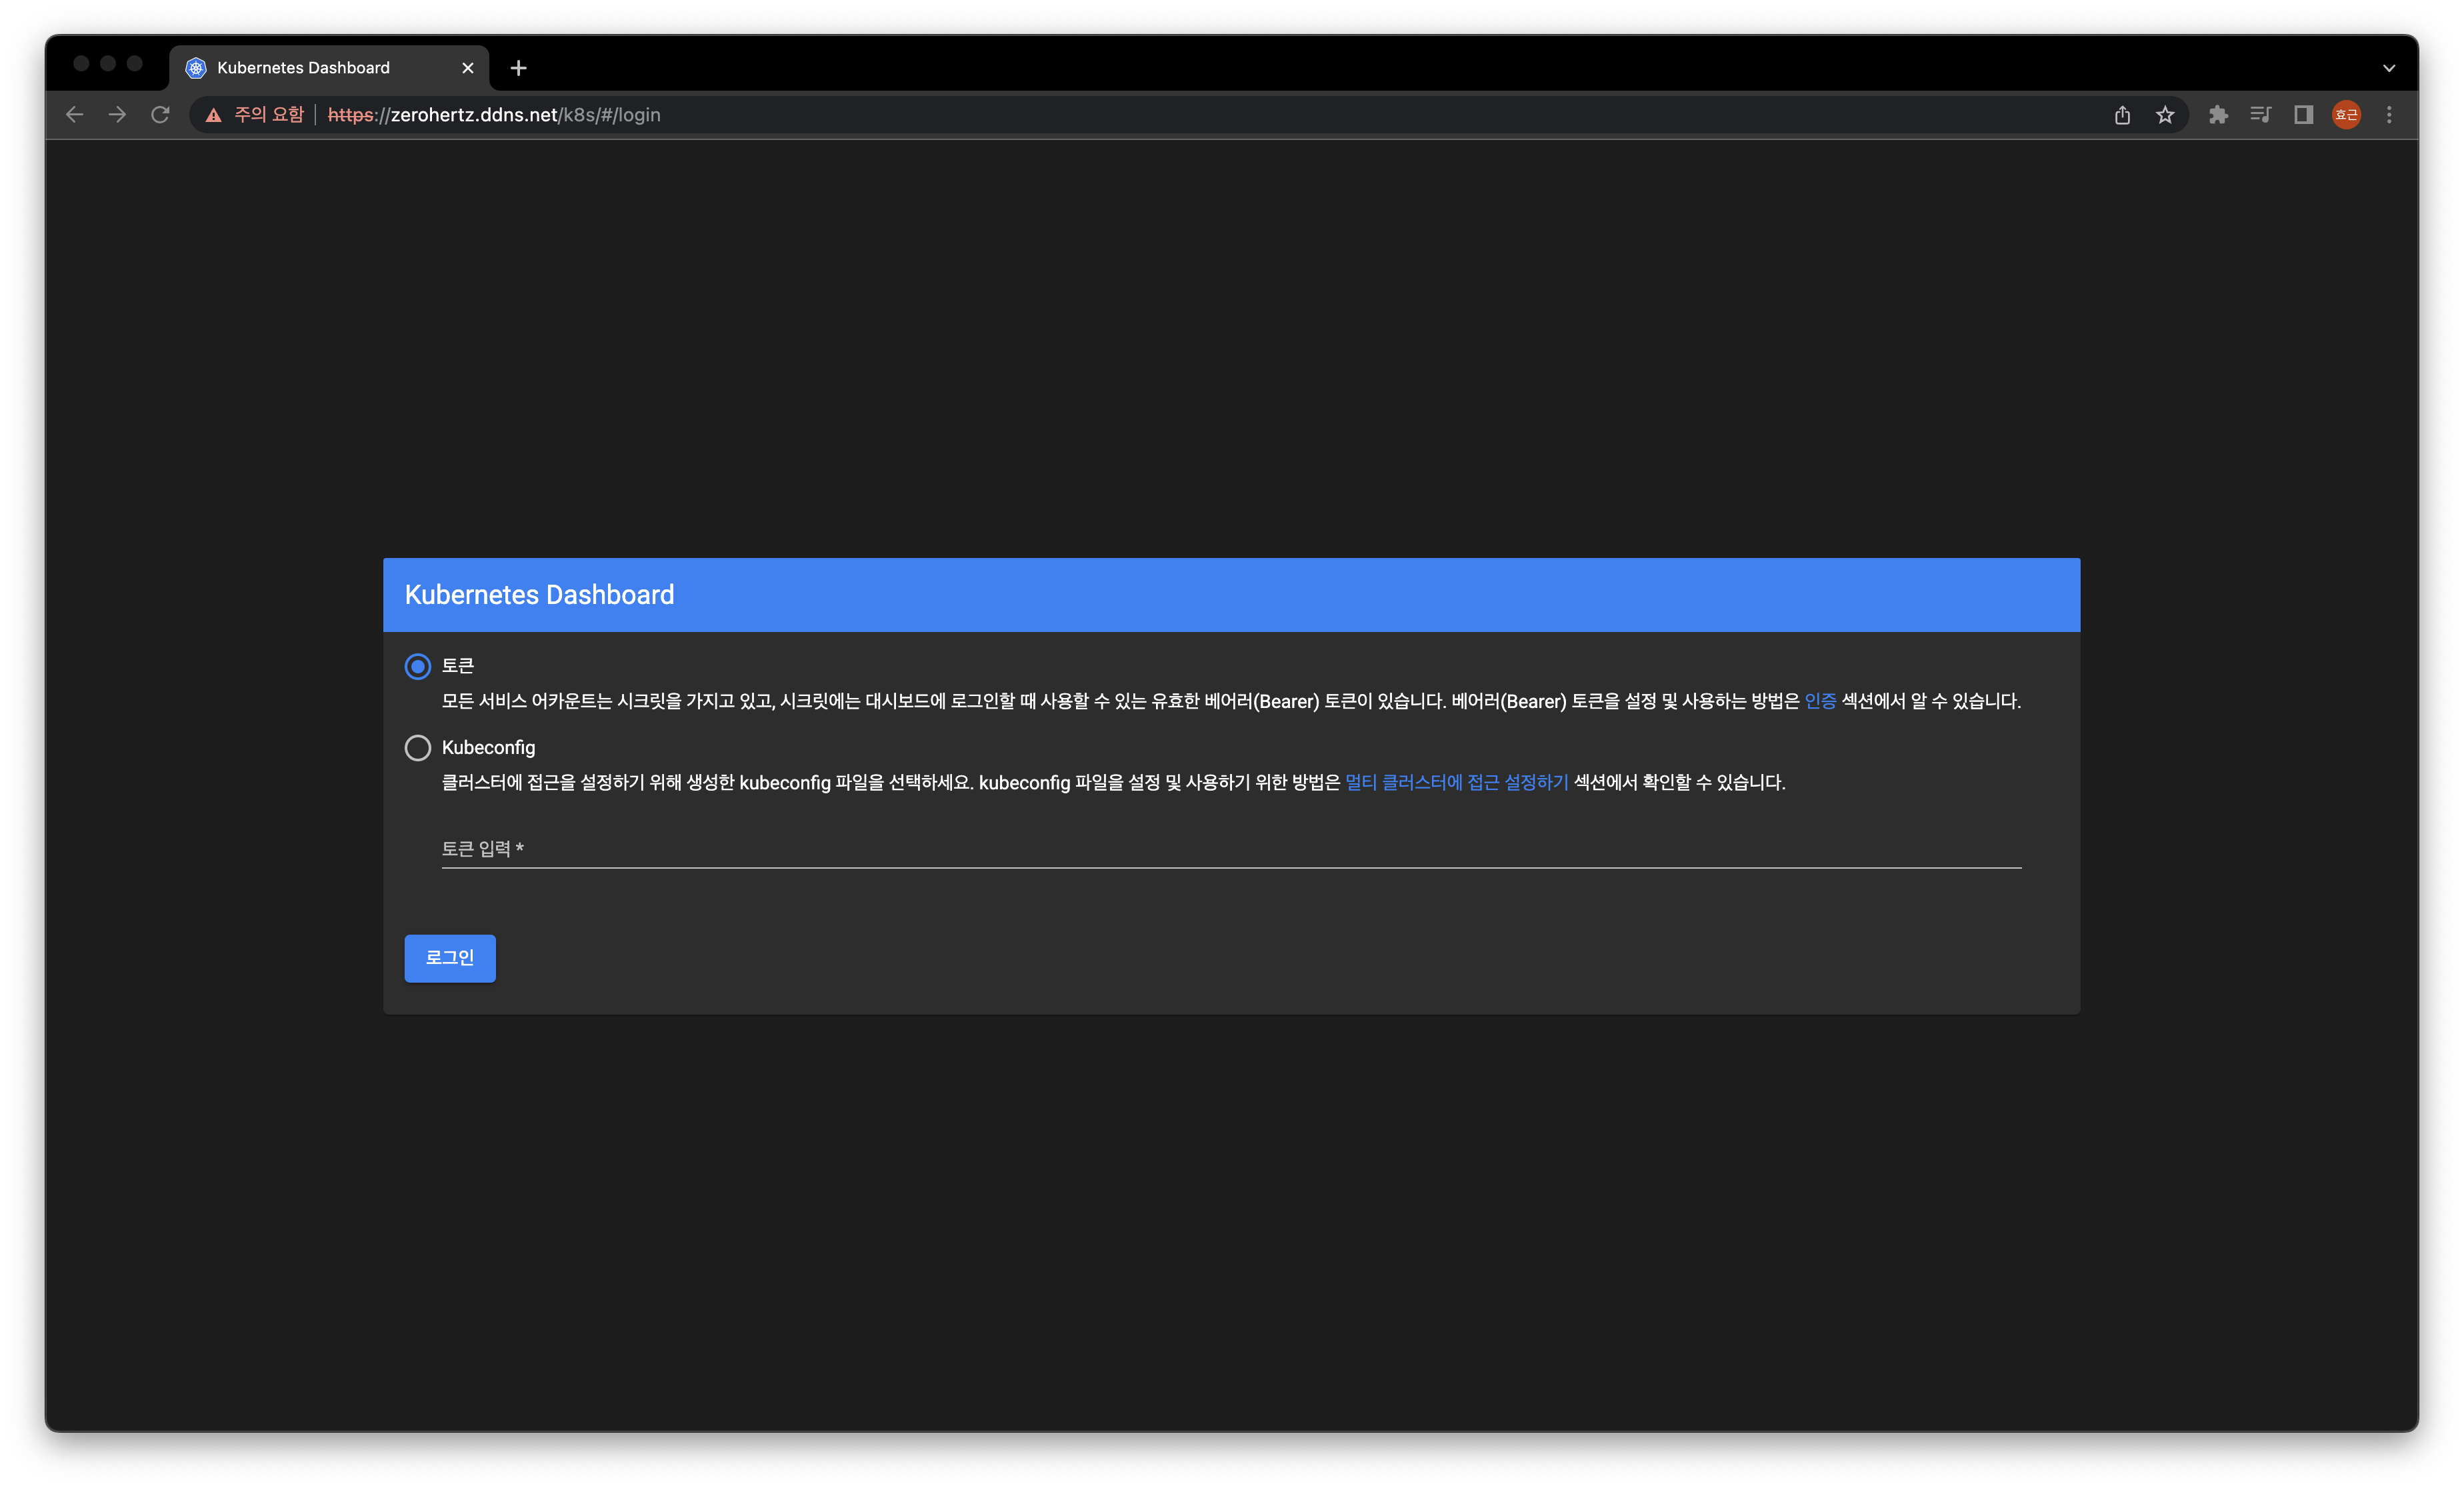 Kubernetes Dashboard
주의 요함 https://zerohertz.ddns.net/k8s/#/login 효근
Kubernetes Dashboard
토큰
모든 서비스 어카운트는 시크릿을 가지고 있고, 시크릿에는 대시보드에 로그인할 때 사용할 수 있는 유효한 베어러(Bearer) 토큰이 있습니다. 베어러(Bearer) 토큰을 설정 및 사용하는 방법은 인증 섹션에서 알 수 있습니다.
Kubeconfig
클러스터에 접근을 설정하기 위해 생성한 kubeconfig 파일을 선택하세요. kubeconfig 파일을 설정 및 사용하기 위한 방법은 멀티 클러스터에 접근 설정하기 섹션에서 확인할 수 있습니다.
토큰 입력 *
로그인